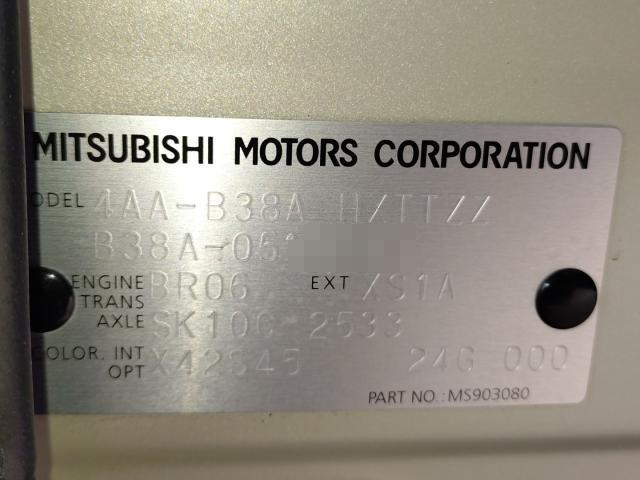 MITSUBISHI MOTORS CORPORATION
ODEL 4AA-B38A HXTTZZ
B38A-05
ENGINE BR06 EXT XS1A
TRANS
AXLE SK10C 2533
COLOR. INT X42S45 24G 000
OPT
PART NO.: MS903080